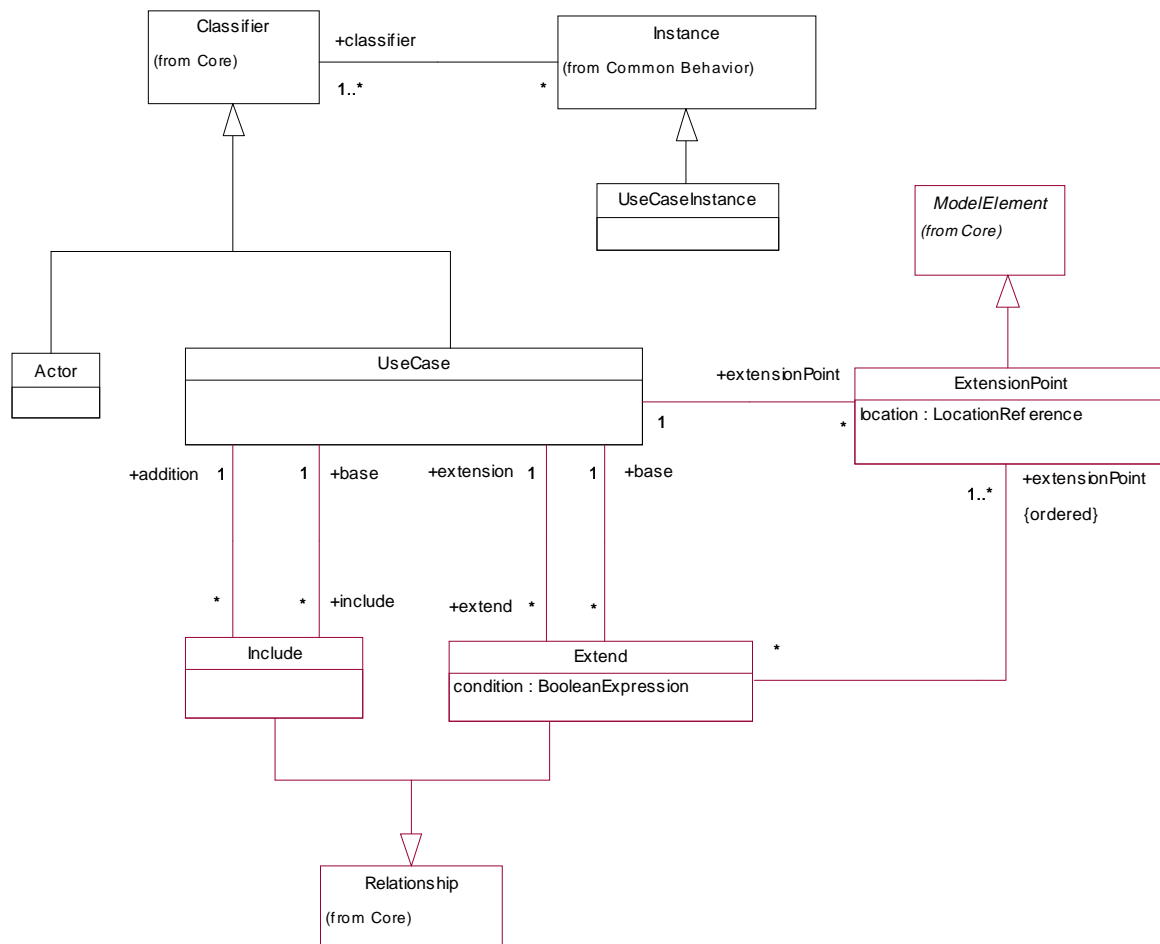 Classifier
(from Core)
+classifier
1..*
*
Instance
(from Common Behavior)
UseCaseInstance
ModelElement
(from Core)
Actor
UseCase
+extensionPoint
1
*
ExtensionPoint
location : LocationReference
+addition
1
1
+base
+extension
1
1
+base
+extensionPoint
1..*
{ordered}
*
*
+include
+extend
*
*
*
Include
Extend
condition : BooleanExpression
Relationship
(from Core)